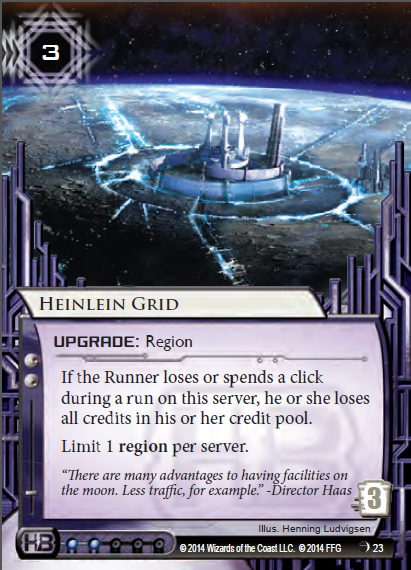 3
HEINLEIN GRID
UPGRADE: Region
If the Runner loses or spends a click
during a run on this server, he or she loses
all credits in his or her credit pool.
Limit 1 region per server.
“There are many advantages to having facilities on
the moon. Less traffic, for example.” -Director Haas
3
Illus. Henning Ludvigsen
HB
© 2014 Wizards of the Coast LLC. © 2014 FFG
23